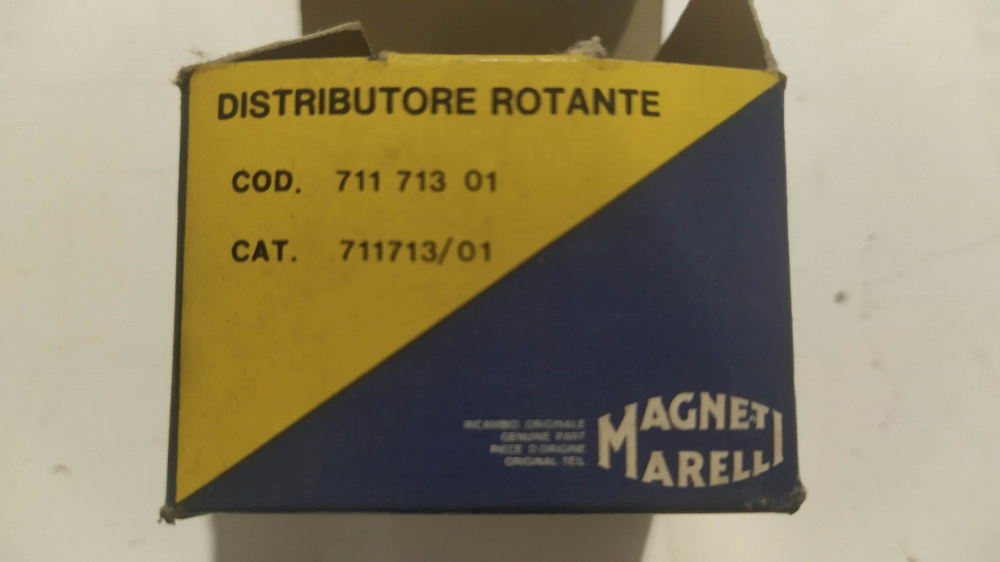 DISTRIBUTORE ROTANTE
COD. 711 713 01
CAT. 711713/01
RICAMBIO ORIGINALE
GENUINE PART
PIECE D'ORIGINE
ORIGINAL TEIL
MAGNETI
MARELLI